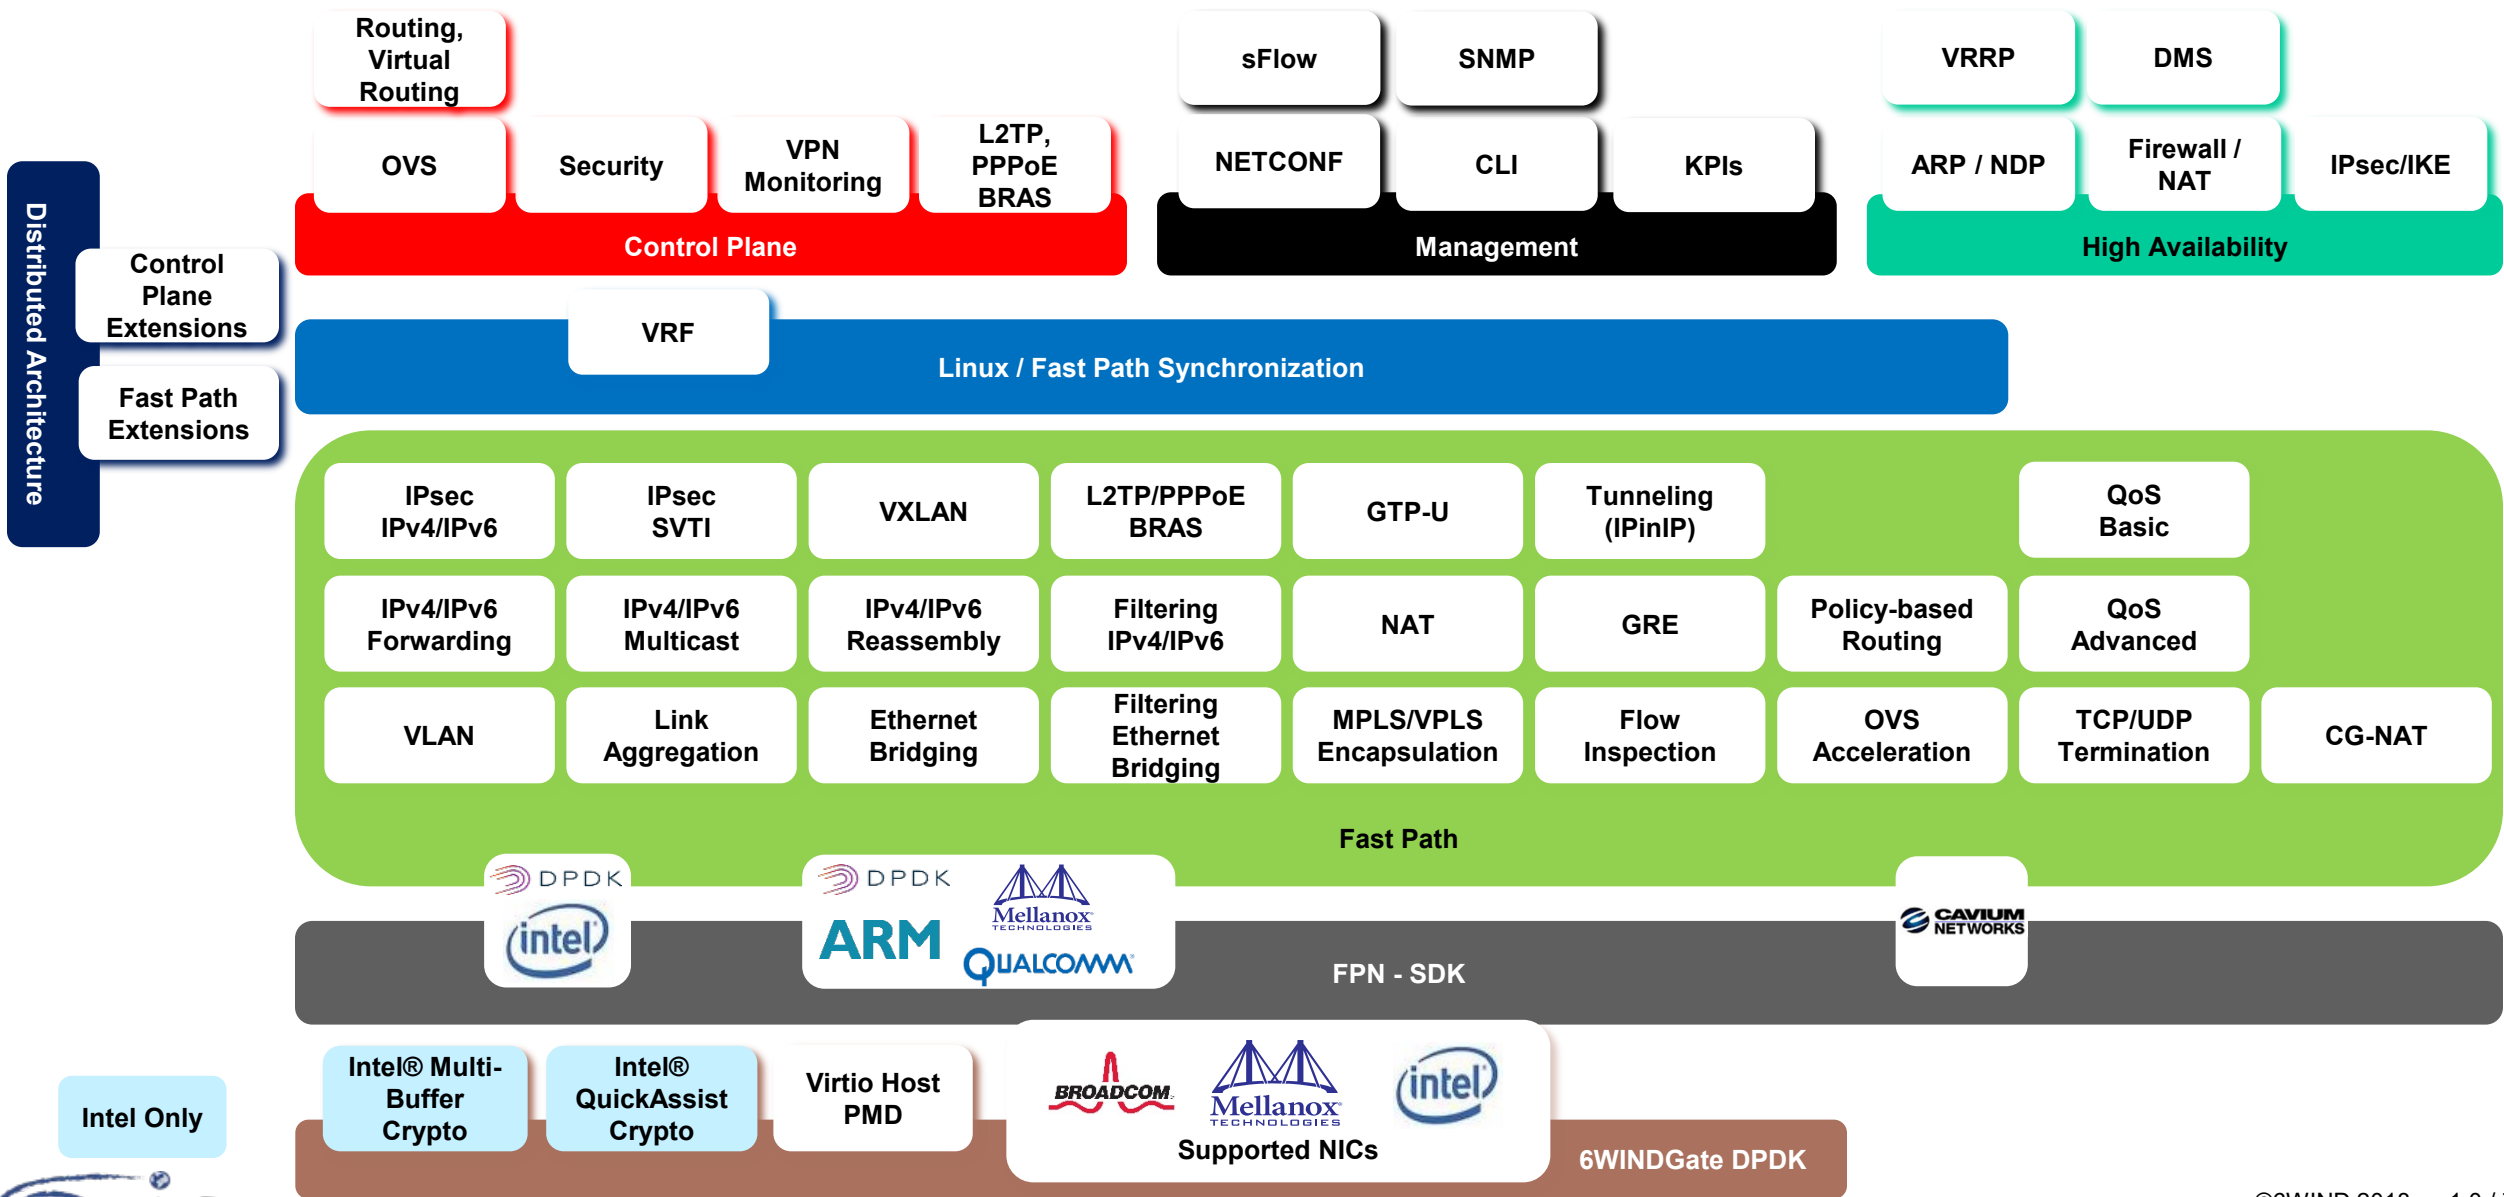 Routing,
Virtual
Routing
OVS
Security
VPN
Monitoring
L2TP,
PPPoE
BRAS
Control Plane
sFlow
SNMP
NETCONF
CLI
KPIs
Management
VRRP
DMS
ARP / NDP
Firewall /
NAT
IPsec/IKE
High Availability
Distributed Architecture
Control
Plane
Extensions
Fast Path
Extensions
VRF
Linux / Fast Path Synchronization
IPsec
IPv4/IPv6
IPsec
SVTI
VXLAN
L2TP/PPPoE
BRAS
GTP-U
Tunneling
(IPinIP)
QoS
Basic
IPv4/IPv6
Forwarding
IPv4/IPv6
Multicast
IPv4/IPv6
Reassembly
Filtering
IPv4/IPv6
NAT
GRE
Policy-based
Routing
QoS
Advanced
VLAN
Link
Aggregation
Ethernet
Bridging
Filtering
Ethernet
Bridging
MPLS/VPLS
Encapsulation
Flow
Inspection
OVS
Acceleration
TCP/UDP
Termination
CG-NAT
Fast Path
DPDK
intel
DPDK
ARM
Mellanox
TECHNOLOGIES
QUALCOMM
CAVIUM
NETWORKS
FPN - SDK
Intel Only
Intel® Multi-
Buffer
Crypto
Intel®
QuickAssist
Crypto
Virtio Host
PMD
BROADCOM
Mellanox
TECHNOLOGIES
intel
Supported NICs
6WINDGate DPDK